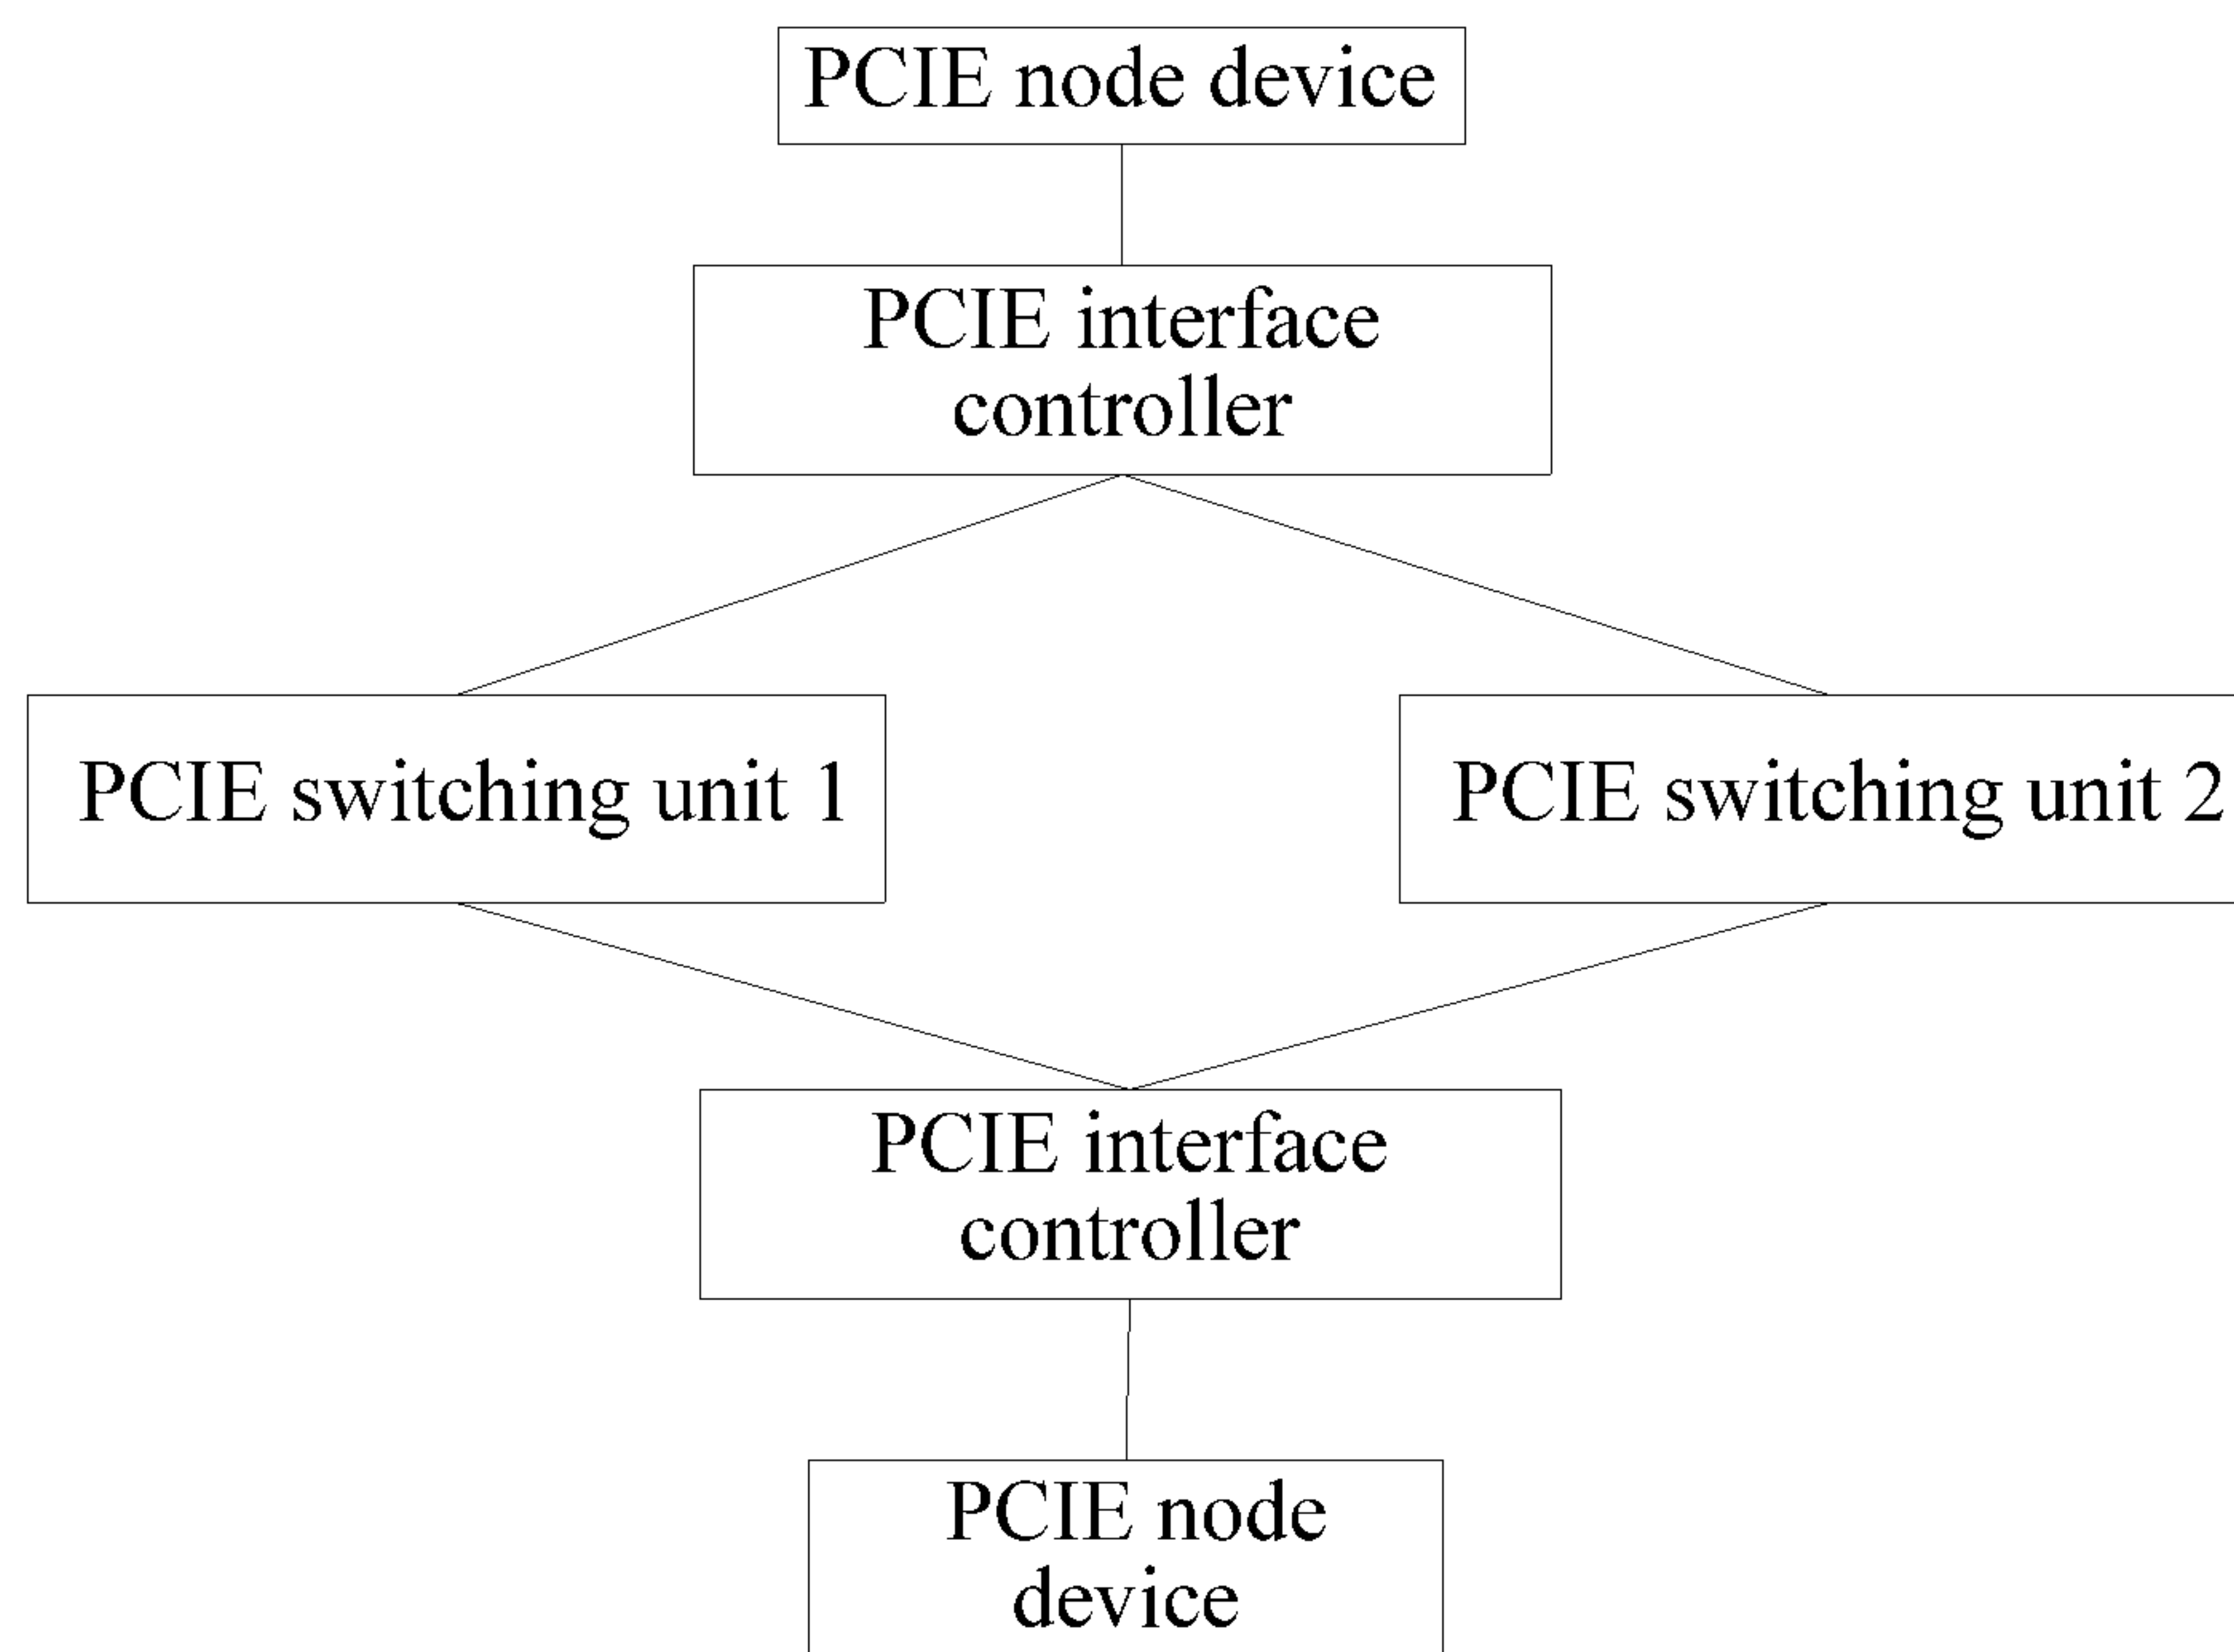 PCIE node device
PCIE interface
controller
PCIE switching unit 1
PCIE switching unit 2
PCIE interface
controller
PCIE node
device